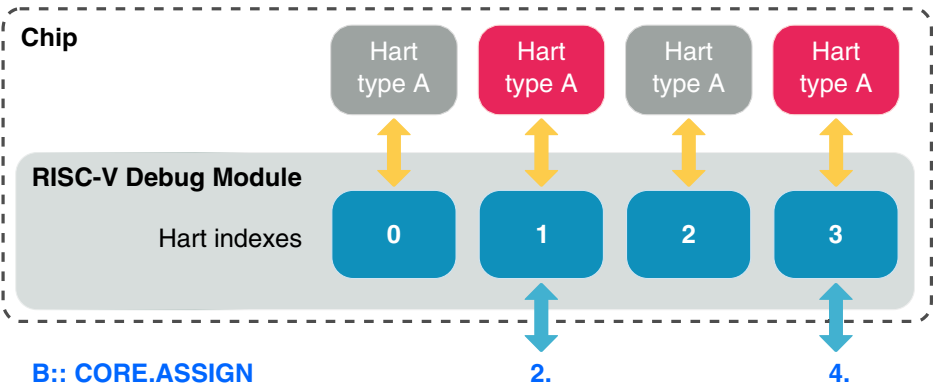 Chip
Hart type A
Hart type A
Hart type A
Hart type A
RISC-V Debug Module
Hart indexes
0
1
2
3
B:: CORE.ASSIGN 2. 4.